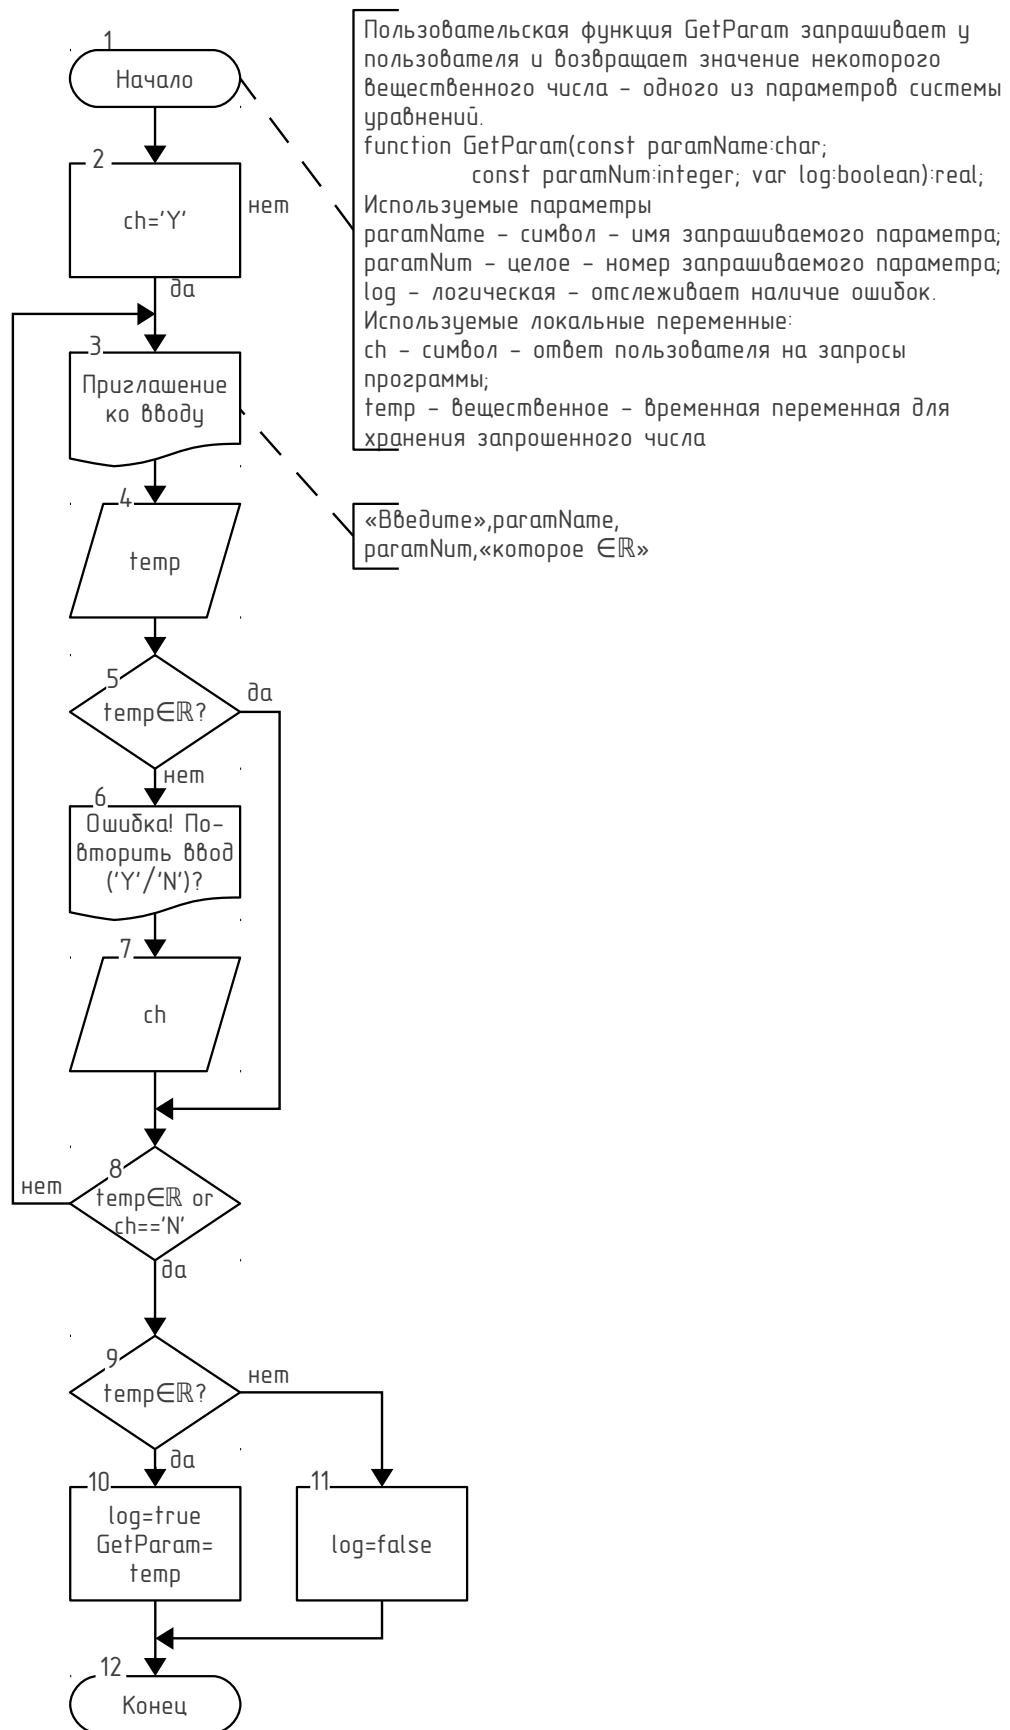 1
Начало
Пользовательская функция GetParam запрашивает у
пользователя и возвращает значение некоторого
вещественного числа – одного из параметров системы
уравнений.
function GetParam(const paramName:char;
const paramNum:integer; var log:boolean):real;
Используемые параметры
paramName – символ – имя запрашиваемого параметра;
paramNum – целое – номер запрашиваемого параметра;
log – логическая – отслеживает наличие ошибок.
Используемые локальные переменные:
ch – символ – ответ пользователя на запросы
программы;
temp – вещественное – временная переменная для
хранения запрошенного числа
2
ch='Y'
нет
да
3
Приглашение
ко вводу
«Введите»,paramName,
paramNum,«которое ∈ℝ»
4
temp
5
temp∈ℝ?
да
нет
6
Ошибка! По-
вторить ввод
('Y'/'N')?
7
ch
8
temp∈ℝ or
ch=='N'
нет
да
9
temp∈ℝ?
нет
да
10
log=true
GetParam=
temp
11
log=false
12
Конец